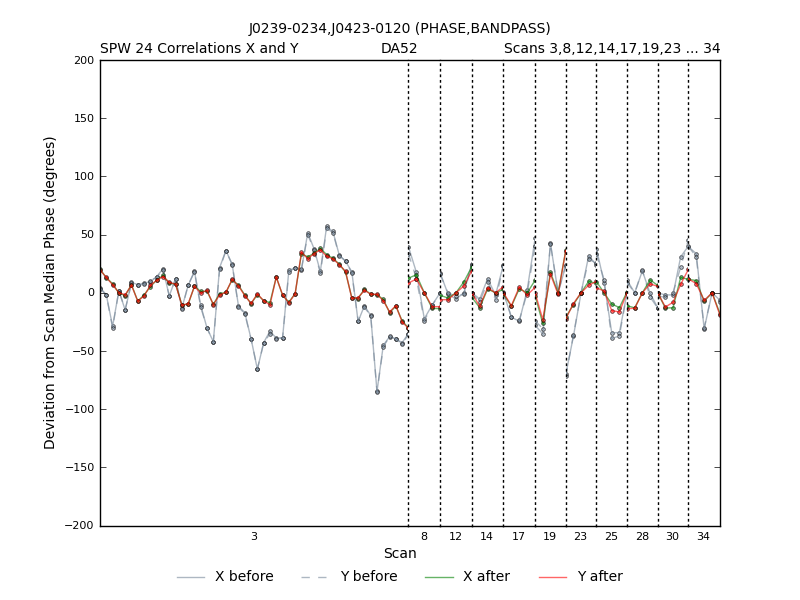 J0239-0234,J0423-0120 (PHASE,BANDPASS)
SPW 24 Correlations X and Y DA52 Scans 3,8,12,14,17,19,23 ... 34
200
150
100
50
0
−50
−100
−150
−200
Deviation from Scan Median Phase (degrees)
3 8 12 14 17 19 23 25 28 30 34
Scan
X before Y before X after Y after